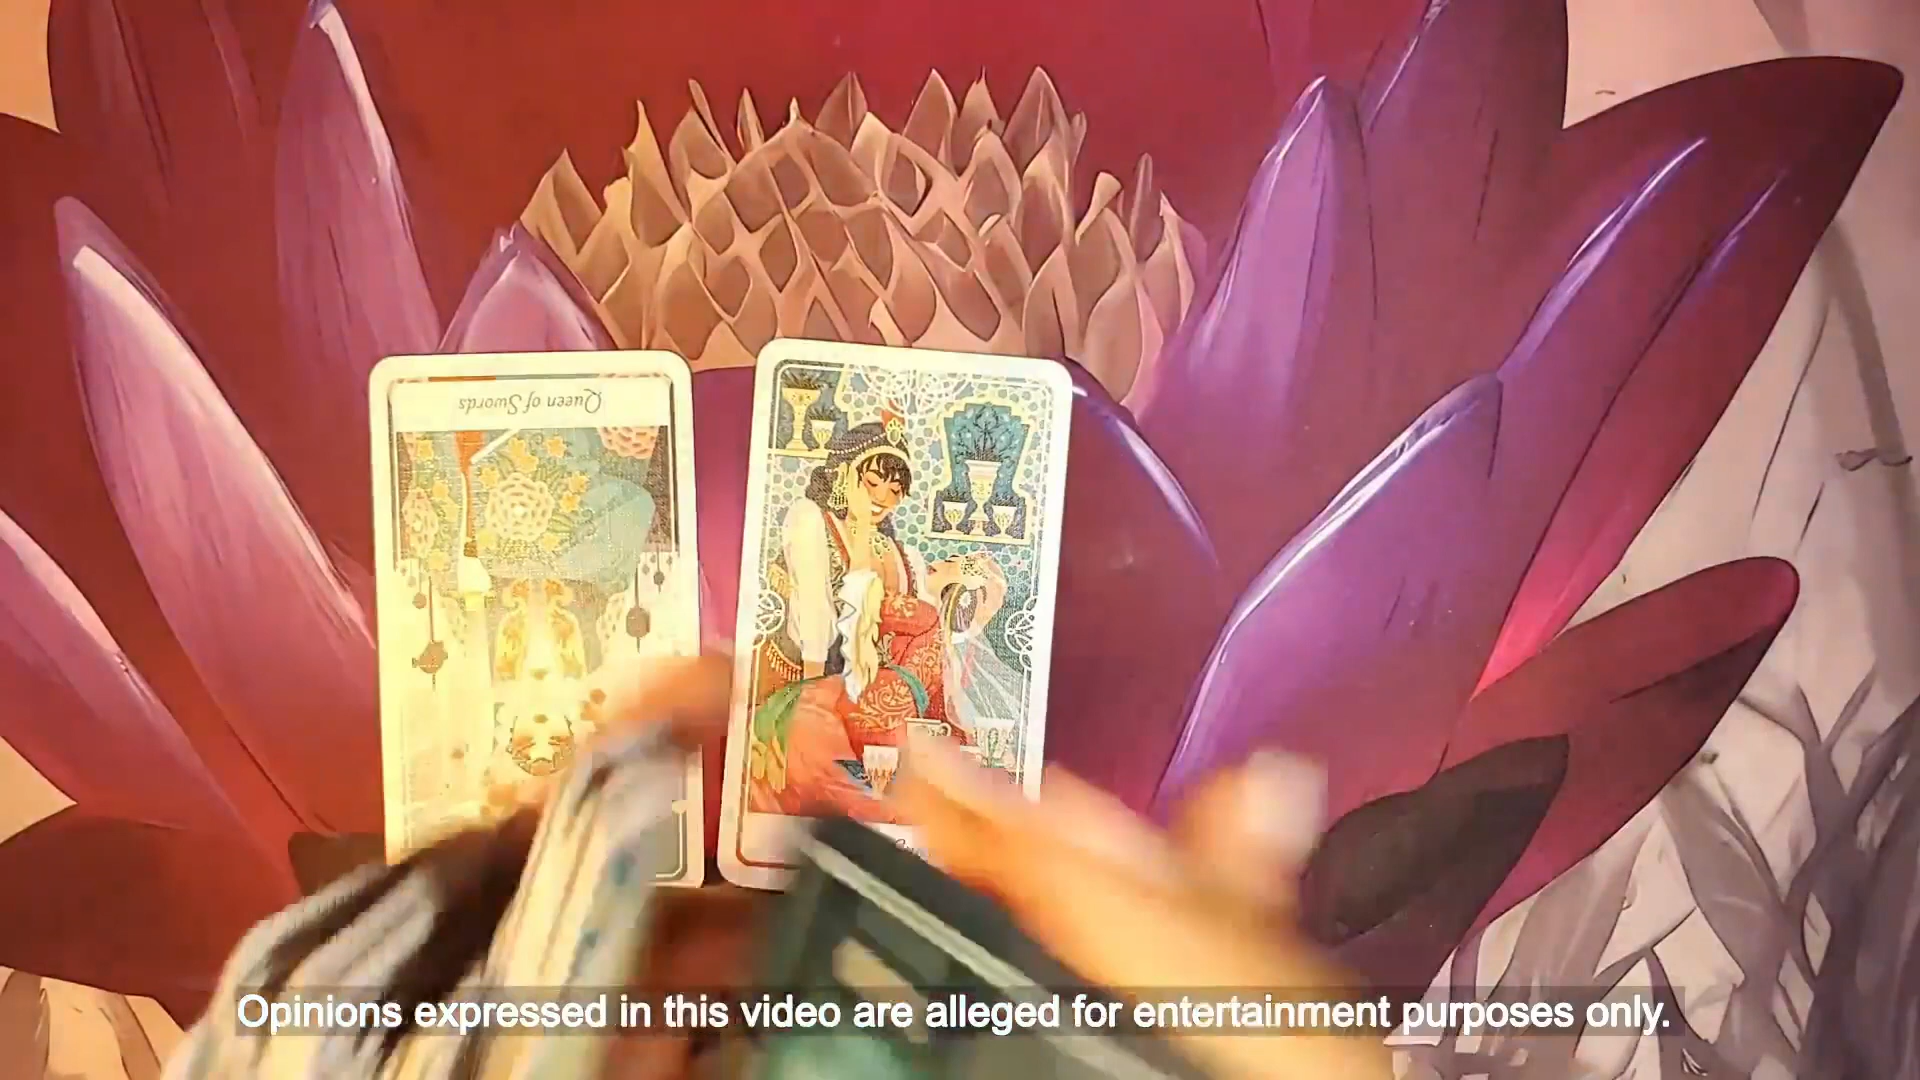 Queen of Swords
Opinions expressed in this video are alleged for entertainment purposes only.